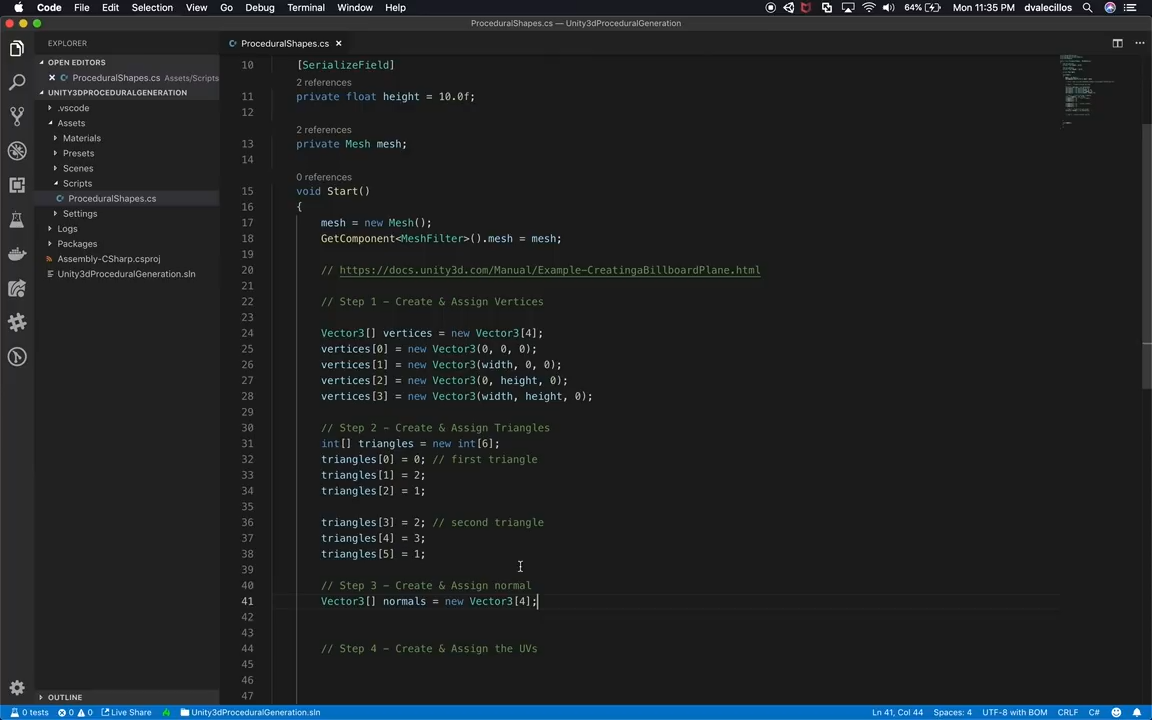 Code File Edit Selection View Go Debug Terminal Window Help 64% Mon 11:35 PM dvalecillos
ProceduralShapes.cs — Unity3dProceduralGeneration
EXPLORER
OPEN EDITORS
ProceduralShapes.cs Assets/Scripts
UNITY3DPROCEDURALGENERATION
.vscode
Assets
Materials
Presets
Scenes
Scripts
ProceduralShapes.cs
Settings
Logs
Packages
Assembly-CSharp.csproj
Unity3dProceduralGeneration.sln
OUTLINE
ProceduralShapes.cs
10 [SerializeField]
2 references
11 private float height = 10.0f;
12
2 references
13 private Mesh mesh;
14
0 references
15 void Start()
16 {
17 mesh = new Mesh();
18 GetComponent<MeshFilter>().mesh = mesh;
19
20 // https://docs.unity3d.com/Manual/Example-CreatingaBillboardPlane.html
21
22 // Step 1 - Create & Assign Vertices
23
24 Vector3[] vertices = new Vector3[4];
25 vertices[0] = new Vector3(0, 0, 0);
26 vertices[1] = new Vector3(width, 0, 0);
27 vertices[2] = new Vector3(0, height, 0);
28 vertices[3] = new Vector3(width, height, 0);
29
30 // Step 2 - Create & Assign Triangles
31 int[] triangles = new int[6];
32 triangles[0] = 0; // first triangle
33 triangles[1] = 2;
34 triangles[2] = 1;
35
36 triangles[3] = 2; // second triangle
37 triangles[4] = 3;
38 triangles[5] = 1;
39
40 // Step 3 - Create & Assign normal
41 Vector3[] normals = new Vector3[4];
42
43
44 // Step 4 - Create & Assign the UVs
45
46
47
0 tests 0 0 Live Share Unity3dProceduralGeneration.sln Ln 41, Col 44 Spaces: 4 UTF-8 with BOM CRLF C#